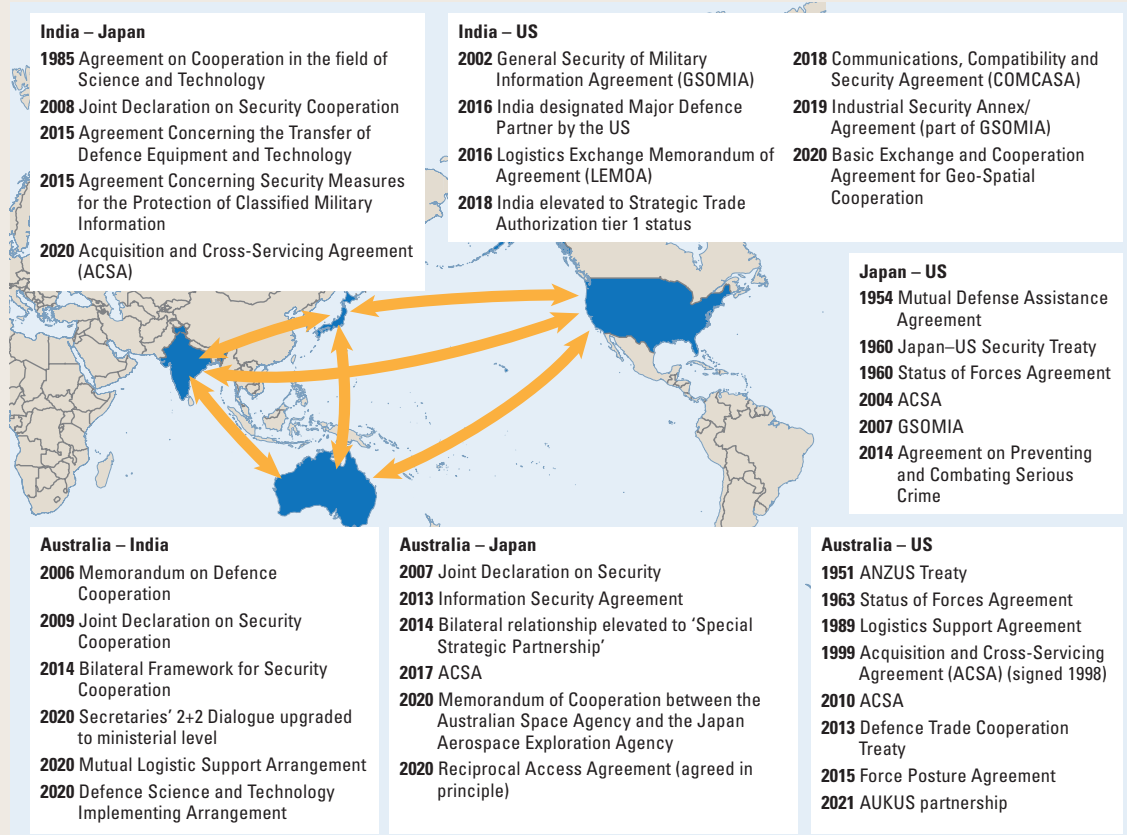 India – Japan
1985 Agreement on Cooperation in the field of
Science and Technology
2008 Joint Declaration on Security Cooperation
2015 Agreement Concerning the Transfer of
Defence Equipment and Technology
2015 Agreement Concerning Security Measures
for the Protection of Classified Military
Information
2020 Acquisition and Cross-Servicing Agreement
(ACSA)
India – US
2002 General Security of Military
Information Agreement (GSOMIA)
2016 India designated Major Defence
Partner by the US
2016 Logistics Exchange Memorandum of
Agreement (LEMOA)
2018 India elevated to Strategic Trade
Authorization tier 1 status
2018 Communications, Compatibility and
Security Agreement (COMCASA)
2019 Industrial Security Annex/
Agreement (part of GSOMIA)
2020 Basic Exchange and Cooperation
Agreement for Geo-Spatial
Cooperation
Japan – US
1954 Mutual Defense Assistance
Agreement
1960 Japan–US Security Treaty
1960 Status of Forces Agreement
2004 ACSA
2007 GSOMIA
2014 Agreement on Preventing
and Combating Serious
Crime
Australia – India
2006 Memorandum on Defence
Cooperation
2009 Joint Declaration on Security
Cooperation
2014 Bilateral Framework for Security
Cooperation
2020 Secretaries’ 2+2 Dialogue upgraded
to ministerial level
2020 Mutual Logistic Support Arrangement
2020 Defence Science and Technology
Implementing Arrangement
Australia – Japan
2007 Joint Declaration on Security
2013 Information Security Agreement
2014 Bilateral relationship elevated to ‘Special
Strategic Partnership’
2017 ACSA
2020 Memorandum of Cooperation between the
Australian Space Agency and the Japan
Aerospace Exploration Agency
2020 Reciprocal Access Agreement (agreed in
principle)
Australia – US
1951 ANZUS Treaty
1963 Status of Forces Agreement
1989 Logistics Support Agreement
1999 Acquisition and Cross-Servicing
Agreement (ACSA) (signed 1998)
2010 ACSA
2013 Defence Trade Cooperation
Treaty
2015 Force Posture Agreement
2021 AUKUS partnership